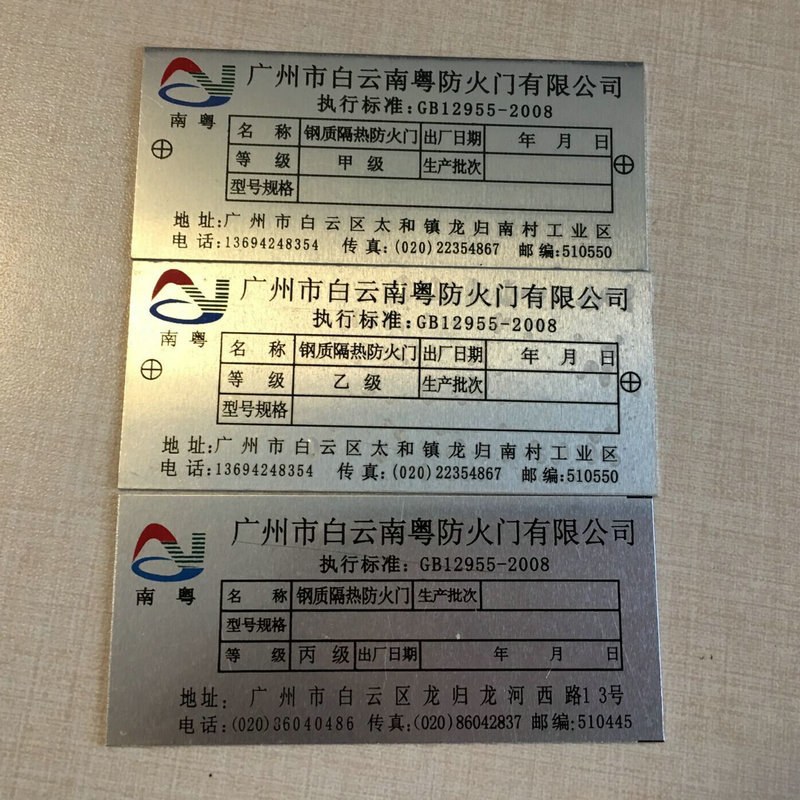 广州市白云南粤防火门有限公司
执行标准:GB12955-2008
南粤
名 称 钢质隔热防火门 出厂日期 年 月 日
等 级 甲 级 生产批次
型号规格
地址:广州市白云区太和镇龙归南村工业区
电话:13694248354 传真:(020)22354867 邮编:510550
广州市白云南粤防火门有限公司
执行标准:GB12955-2008
南粤
名 称 钢质隔热防火门 出厂日期 年 月 日
等 级 乙 级 生产批次
型号规格
地址:广州市白云区太和镇龙归南村工业区
电话:13694248354 传真:(020)22354867 邮编:510550
广州市白云南粤防火门有限公司
执行标准: GB12955-2008
南粤
名 称 钢质隔热防火门 生产批次
型号规格
等 级 丙 级 出厂日期 年 月 日
地址: 广州市白云区龙归龙河西路13号
电话:(020)36040486 传真:(020)86042837 邮编:510445